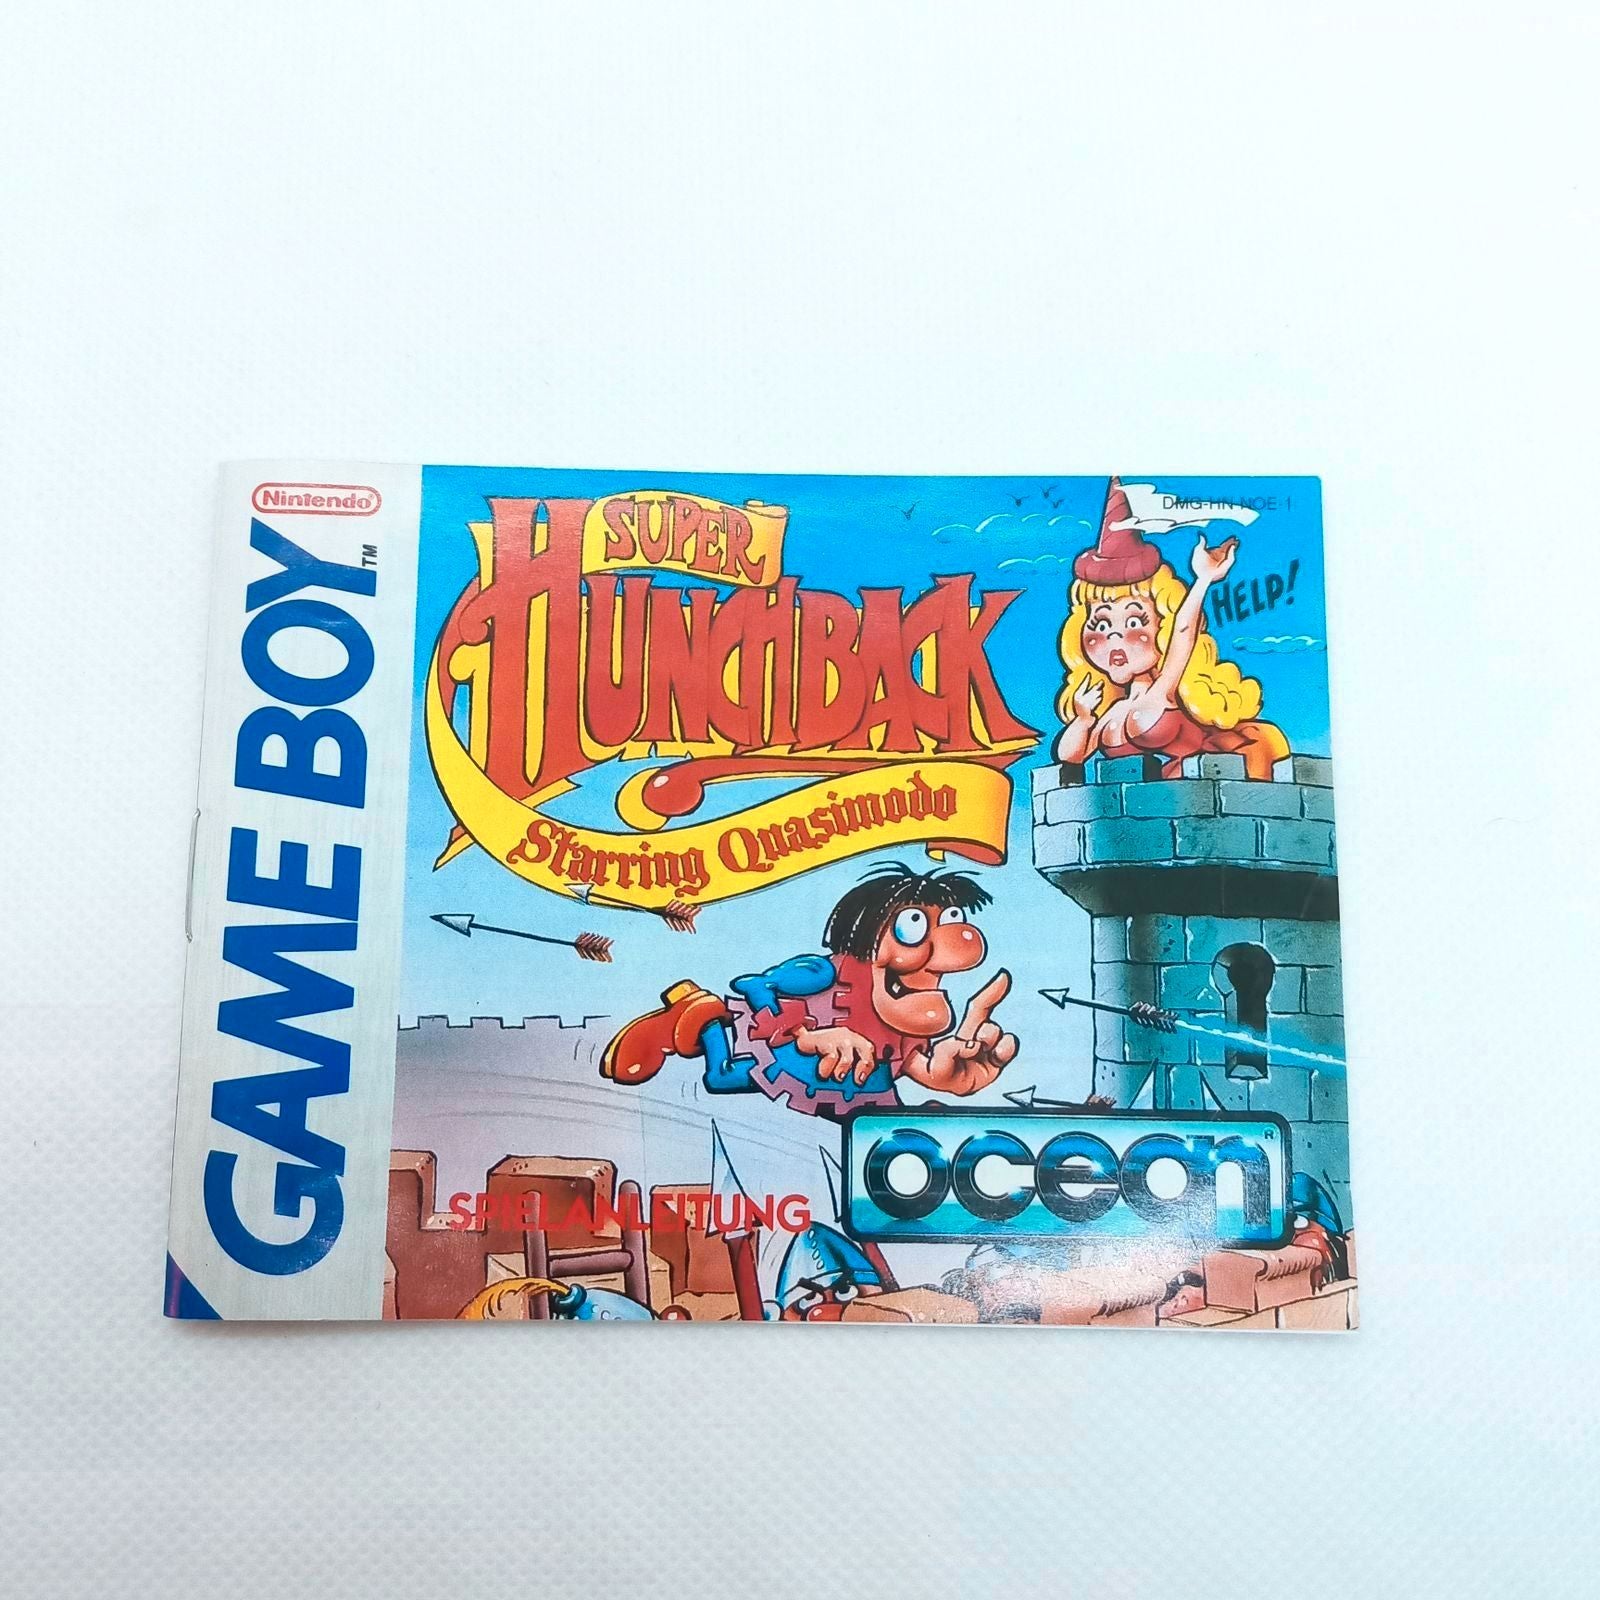 Nintendo®
GAME BOY™
DMG-HN-NOE-1
SUPER
HUNCHBACK
Starring Quasimodo
HELP!
SPIELANLEITUNG
ocean®